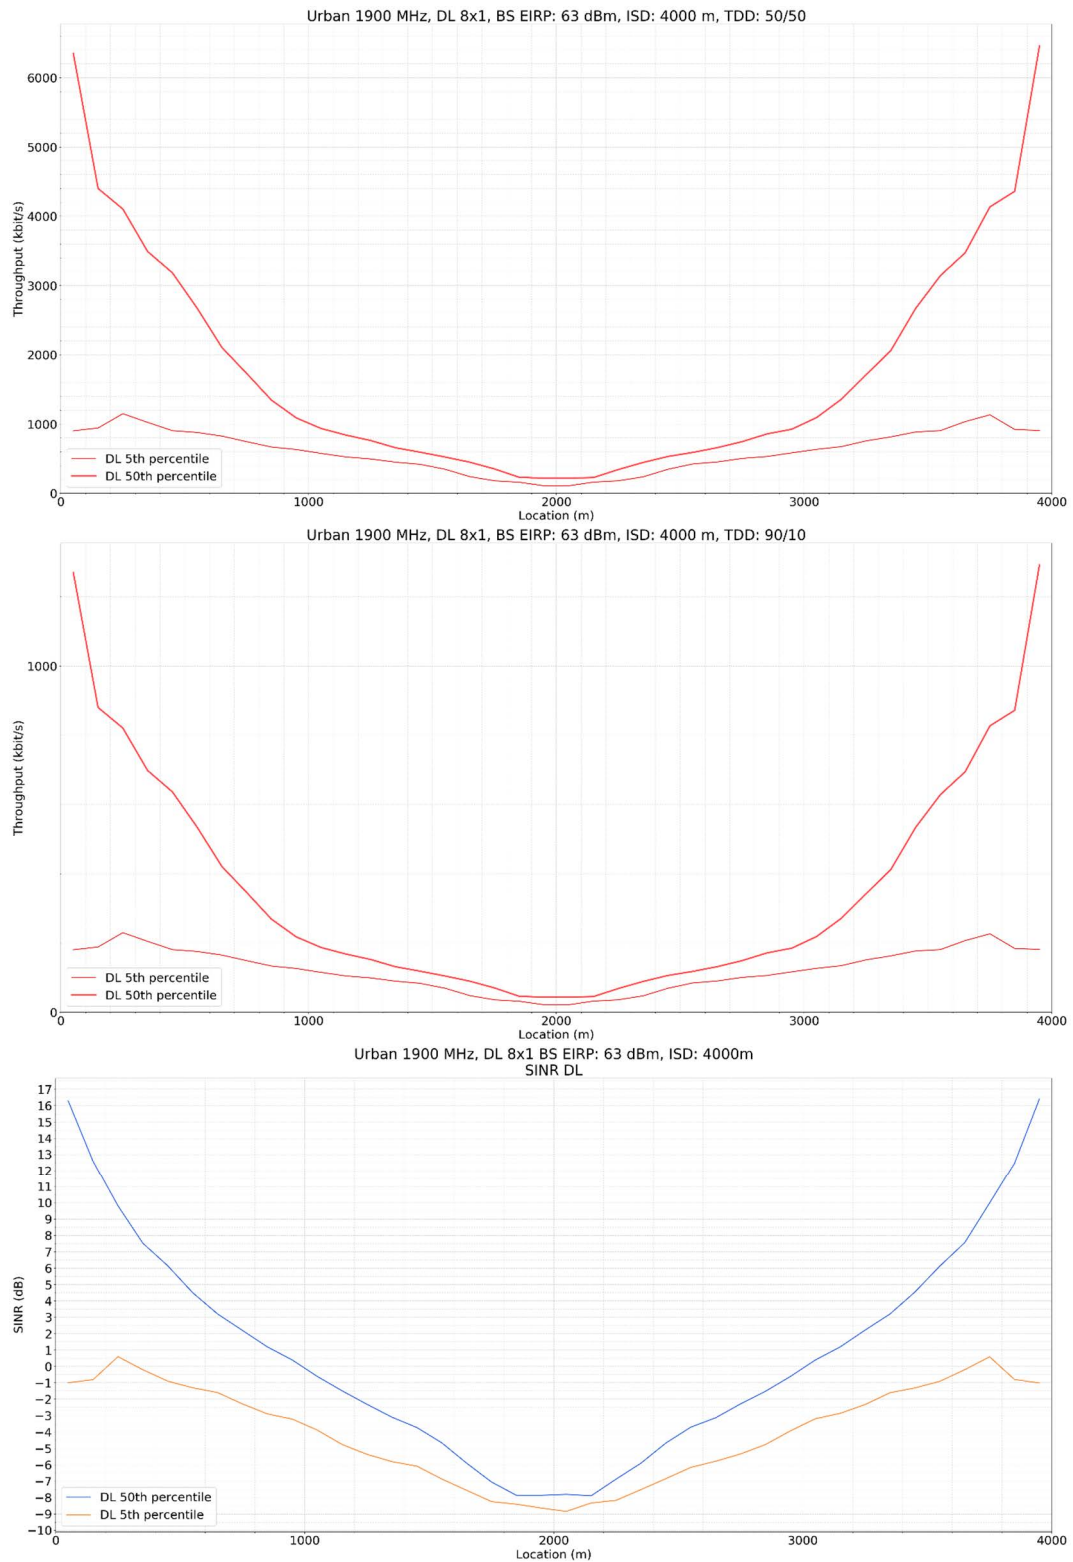 Urban 1900 MHz, DL 8x1, BS EIRP: 63 dBm, ISD: 4000 m, TDD: 50/50
6000
5000
4000
3000
2000
1000
0
Throughput (kbit/s)
DL 5th percentile
DL 50th percentile
0 1000 2000 3000 4000
Location (m)
Urban 1900 MHz, DL 8x1, BS EIRP: 63 dBm, ISD: 4000 m, TDD: 90/10
1000
0
Throughput (kbit/s)
DL 5th percentile
DL 50th percentile
0 1000 2000 3000 4000
Location (m)
Urban 1900 MHz, DL 8x1 BS EIRP: 63 dBm, ISD: 4000m
SINR DL
17
16
15
14
13
12
11
10
9
8
7
6
5
4
3
2
1
0
−1
−2
−3
−4
−5
−6
−7
−8
−9
−10
SINR (dB)
DL 50th percentile
DL 5th percentile
0 1000 2000 3000 4000
Location (m)